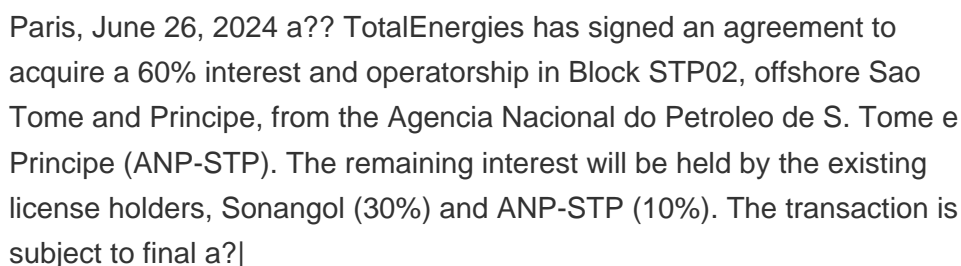 Paris, June 26, 2024 a?? TotalEnergies has signed an agreement to
acquire a 60% interest and operatorship in Block STP02, offshore Sao
Tome and Principe, from the Agencia Nacional do Petroleo de S. Tome e
Principe (ANP-STP). The remaining interest will be held by the existing
license holders, Sonangol (30%) and ANP-STP (10%). The transaction is
subject to final a?|